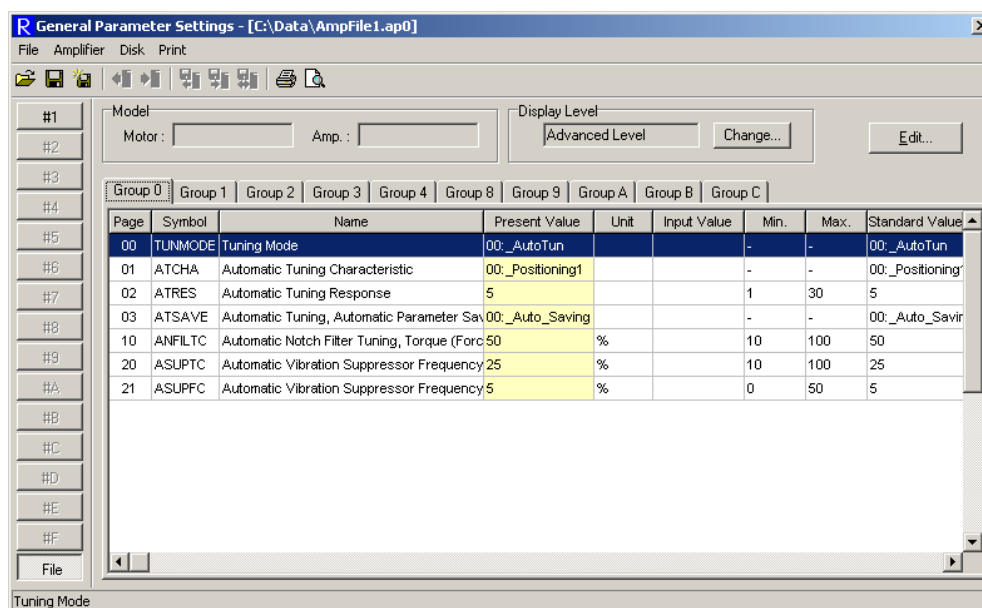 R General Parameter Settings - [C:\Data\AmpFile1.ap0]
File Amplifier Disk Print
#1
#2
#3
#4
#5
#6
#7
#8
#9
#A
#B
#C
#D
#E
#F
File
Model
Motor :
Amp. :
Display Level
Advanced Level
Change...
Edit...
Group 0 Group 1 Group 2 Group 3 Group 4 Group 8 Group 9 Group A Group B Group C
Page Symbol Name Present Value Unit Input Value Min. Max. Standard Value
00 TUNMODE Tuning Mode 00:_AutoTun - - 00:_AutoTun
01 ATCHA Automatic Tuning Characteristic 00:_Positioning1 - - 00:_Positioning1
02 ATRES Automatic Tuning Response 5 1 30 5
03 ATSAVE Automatic Tuning, Automatic Parameter Sav 00:_Auto_Saving - - 00:_Auto_Savin
10 ANFILTC Automatic Notch Filter Tuning, Torque (Forc 50 % 10 100 50
20 ASUPTC Automatic Vibration Suppressor Frequency 25 % 10 100 25
21 ASUPFC Automatic Vibration Suppressor Frequency 5 % 0 50 5
Tuning Mode